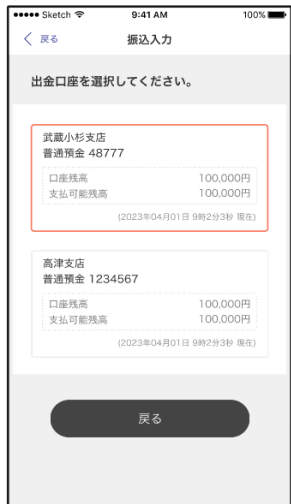 Sketch 9:41 AM 100%
戻る 振込入力
出金口座を選択してください。
武蔵小杉支店
普通預金 48777
口座残高 100,000円
支払可能残高 100,000円
(2023年04月01日 9時2分3秒 現在)
高津支店
普通預金 1234567
口座残高 100,000円
支払可能残高 100,000円
(2023年04月01日 9時2分3秒 現在)
戻る